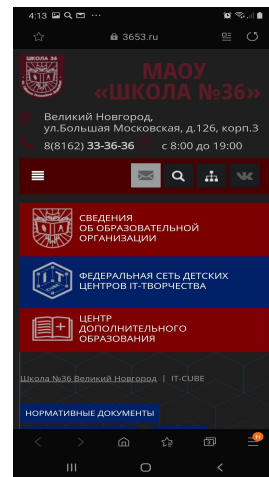 4:13
3653.ru
ШКОЛА 36
МАОУ
«ШКОЛА №36»
Великий Новгород,
ул.Большая Московская, д.126, корп.3
8(8162) 33-36-36
с 8:00 до 19:00
СВЕДЕНИЯ
ОБ ОБРАЗОВАТЕЛЬНОЙ
ОРГАНИЗАЦИИ
ФЕДЕРАЛЬНАЯ СЕТЬ ДЕТСКИХ
ЦЕНТРОВ IT-ТВОРЧЕСТВА
ЦЕНТР
ДОПОЛНИТЕЛЬНОГО
ОБРАЗОВАНИЯ
Школа №36 Великий Новгород | IT-CUBE
НОРМАТИВНЫЕ ДОКУМЕНТЫ